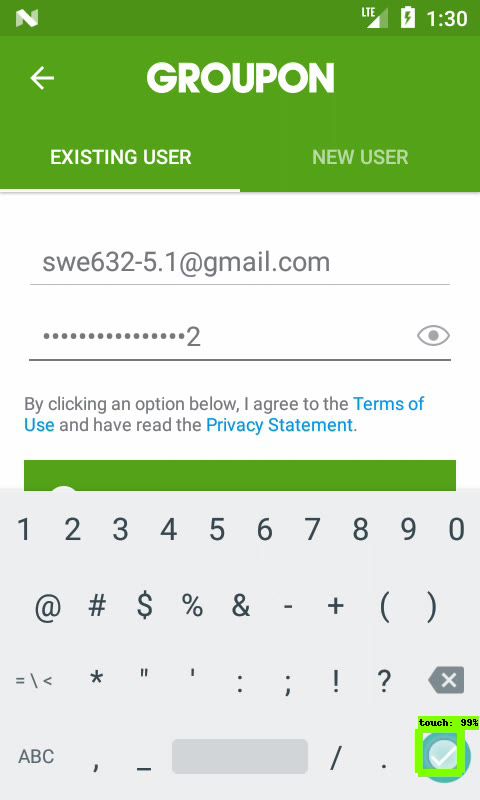 LTE 1:30
GROUPON
EXISTING USER NEW USER
swe632-5.1@gmail.com
••••••••••••••••2
By clicking an option below, I agree to the Terms of
Use and have read the Privacy Statement.
1 2 3 4 5 6 7 8 9 0
@ # $ % & - + ( )
= \ < * " ' : ; ! ?
touch: 99%
ABC , _ / .